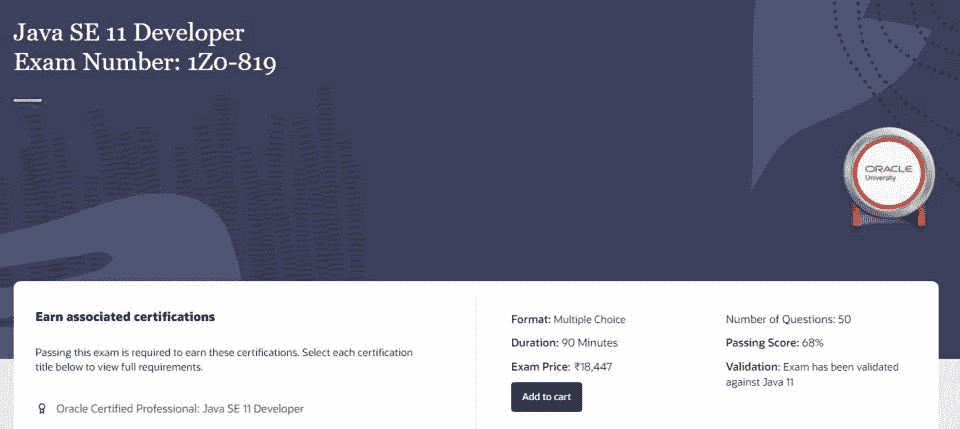 Java SE 11 Developer
Exam Number: 1Z0-819
ORACLE
University
Earn associated certifications
Passing this exam is required to earn these certifications. Select each certification
title below to view full requirements.
Oracle Certified Professional: Java SE 11 Developer
Format: Multiple Choice
Duration: 90 Minutes
Exam Price: ₹18,447
Add to cart
Number of Questions: 50
Passing Score: 68%
Validation: Exam has been validated
against Java 11